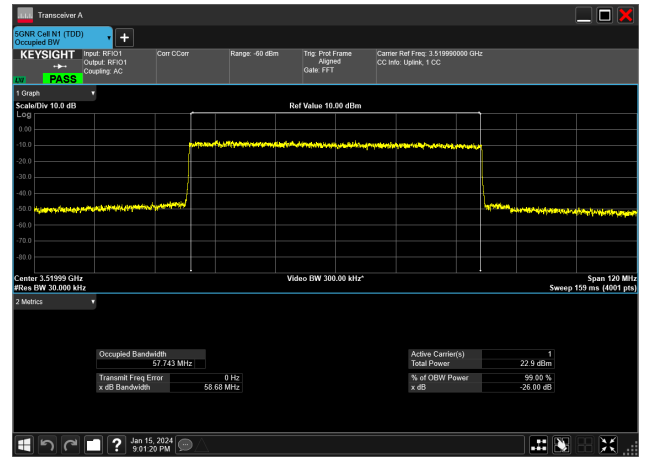 Transceiver A
5GNR Cell N1 (TDD)
Occupied BW
KEYSIGHT
LXI
PASS
Input: RFIO1
Output: RFIO1
Coupling: AC
Corr CCorr
Range: -60 dBm
Trig: Prot Frame
Aligned
Gate: FFT
Carrier Ref Freq: 3.519990000 GHz
CC Info: Uplink, 1 CC
1 Graph
Scale/Div 10.0 dB
Ref Value 10.00 dBm
Log
0.00
-10.0
-20.0
-30.0
-40.0
-50.0
-60.0
-70.0
-80.0
Center 3.51999 GHz
Video BW 300.00 kHz*
Span 120 MHz
#Res BW 30.000 kHz
Sweep 159 ms (4001 pts)
2 Metrics
Occupied Bandwidth
57.743 MHz
Active Carrier(s) 1
Total Power 22.9 dBm
Transmit Freq Error 0 Hz
x dB Bandwidth 58.68 MHz
% of OBW Power 99.00 %
x dB -26.00 dB
Jan 15, 2024
9:01:20 PM